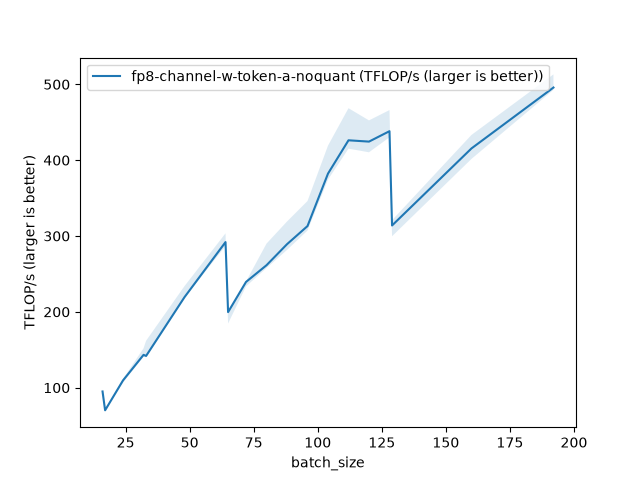 fp8-channel-w-token-a-noquant (TFLOP/s (larger is better))
500
400
300
200
100
TFLOP/s (larger is better)
25 50 75 100 125 150 175 200
batch_size